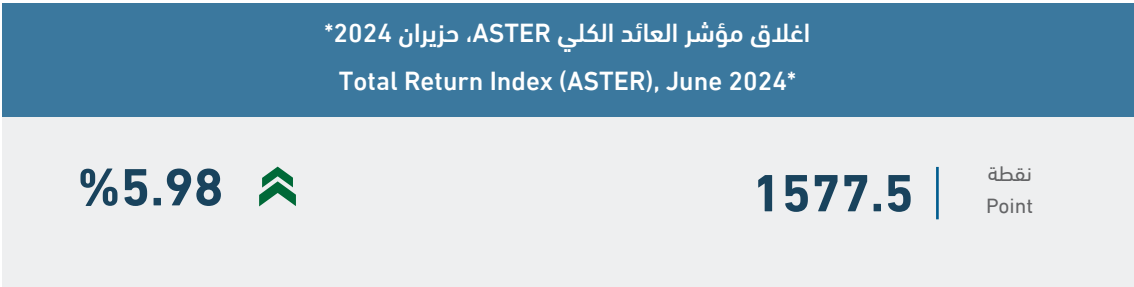 اغلاق مؤشر العائد الكلي ASTER، حزيران 2024*
Total Return Index (ASTER), June 2024*
نقطة
Point
1577.5
%5.98